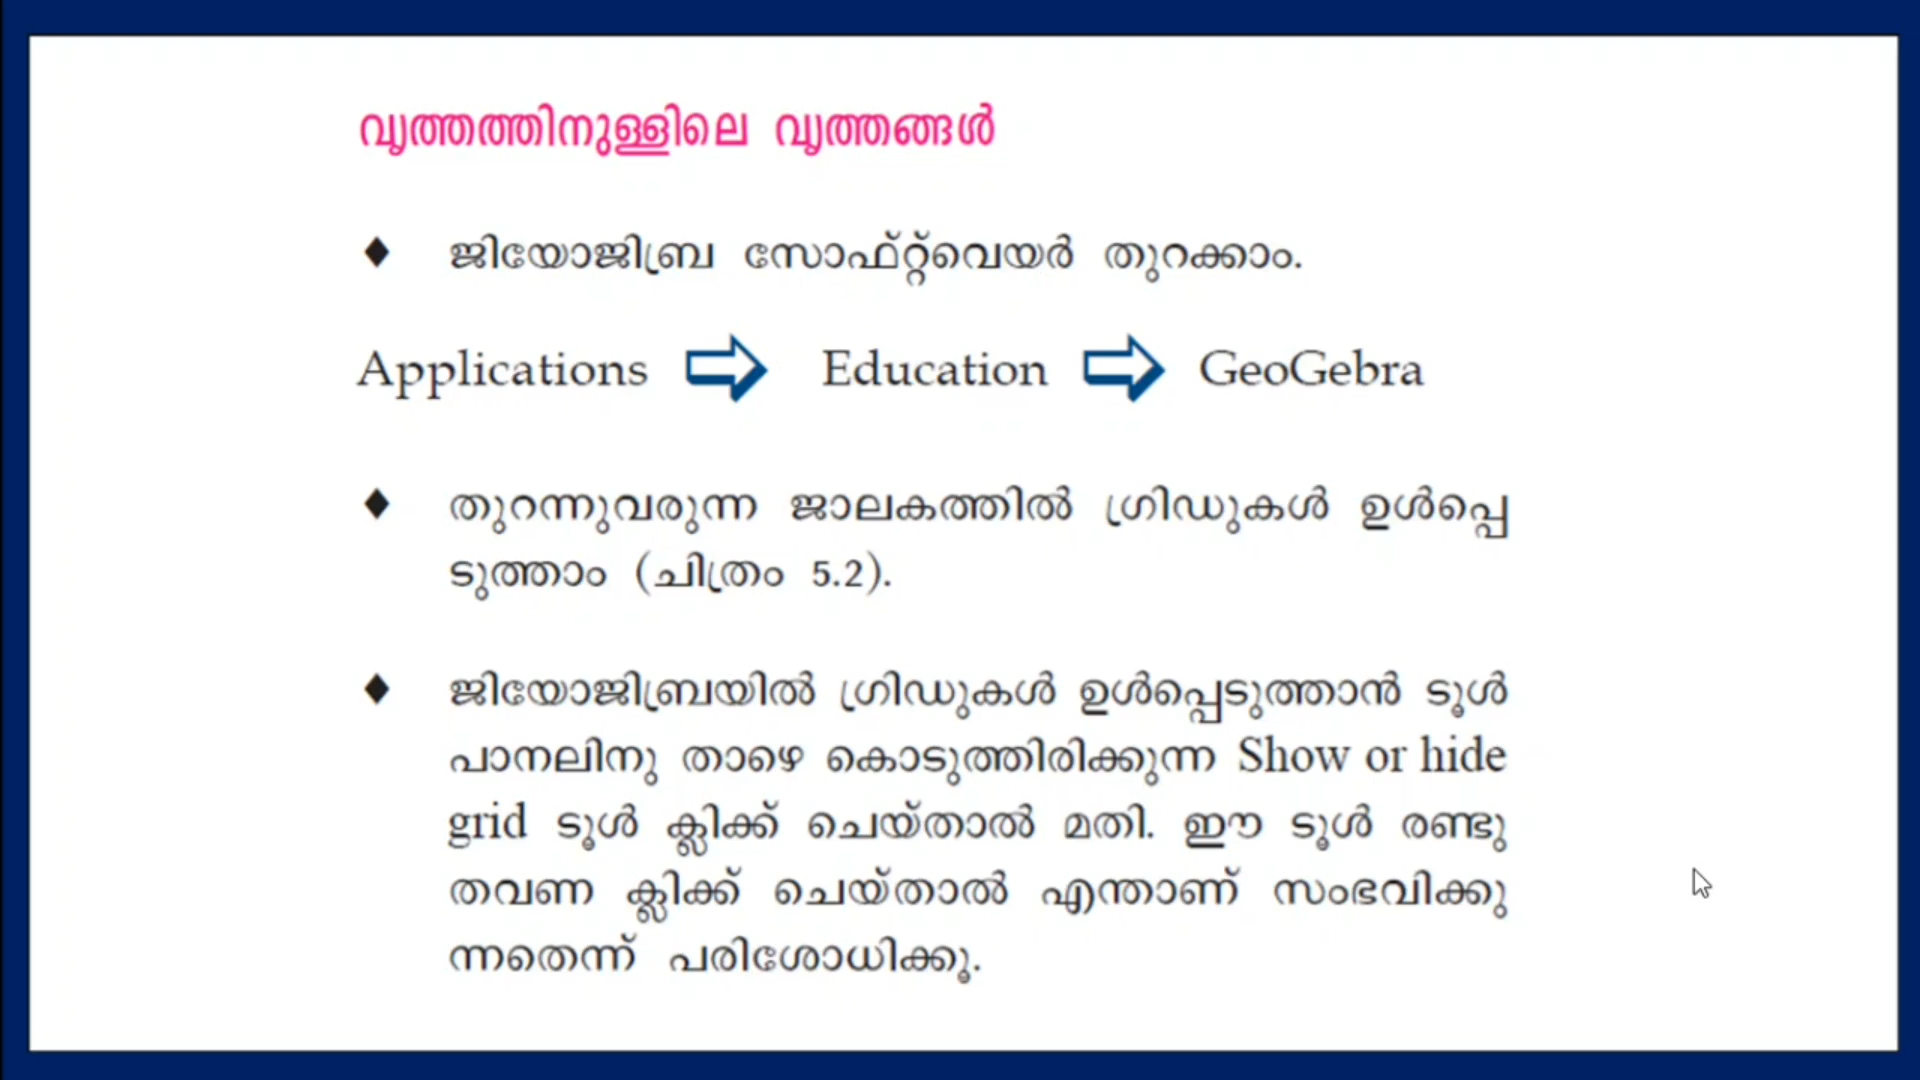 വൃത്തത്തിനുള്ളിലെ വൃത്തങ്ങൾ
♦ ജിയോജിബ്ര സോഫ്റ്റ്‌വെയർ തുറക്കാം.
Applications ⇨ Education ⇨ GeoGebra
♦ തുറന്നുവരുന്ന ജാലകത്തിൽ ഗ്രിഡുകൾ ഉൾപ്പെ
ടുത്താം (ചിത്രം 5.2).
♦ ജിയോജിബ്രയിൽ ഗ്രിഡുകൾ ഉൾപ്പെടുത്താൻ ടൂൾ
പാനലിനു താഴെ കൊടുത്തിരിക്കുന്ന Show or hide
grid ടൂൾ ക്ലിക്ക് ചെയ്താൽ മതി. ഈ ടൂൾ രണ്ടു
തവണ ക്ലിക്ക് ചെയ്താൽ എന്താണ് സംഭവിക്കു
ന്നതെന്ന് പരിശോധിക്കൂ.